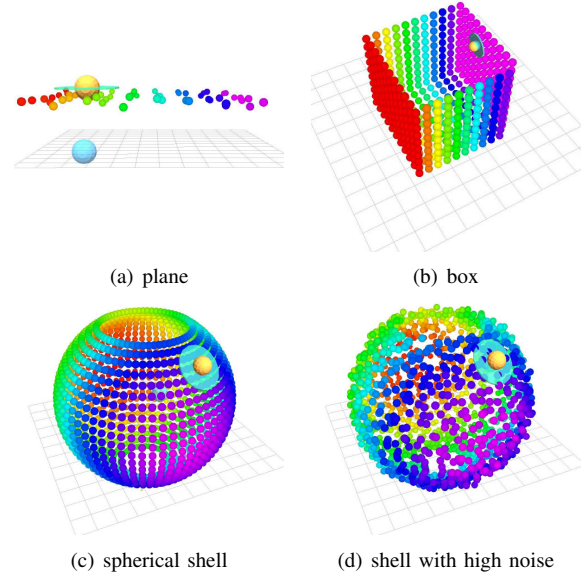 (a) plane
(b) box
(c) spherical shell
(d) shell with high noise